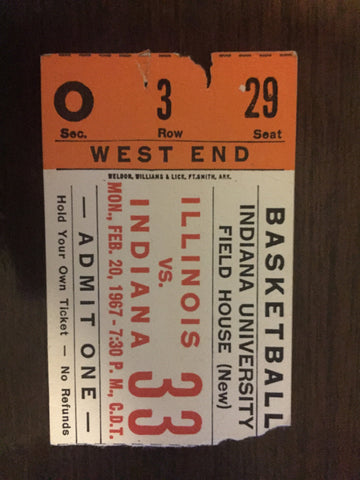 O 3 29
Sec. Row Seat
WEST END
WELDON, WILLIAMS & LICK, FT. SMITH, ARK.
BASKETBALL
INDIANA UNIVERSITY
FIELD HOUSE (New)
ILLINOIS
VS.
INDIANA
33
MON., FEB. 20, 1967 - 7:30 P. M., C.D.T.
— ADMIT ONE —
Hold Your Own Ticket — No Refunds